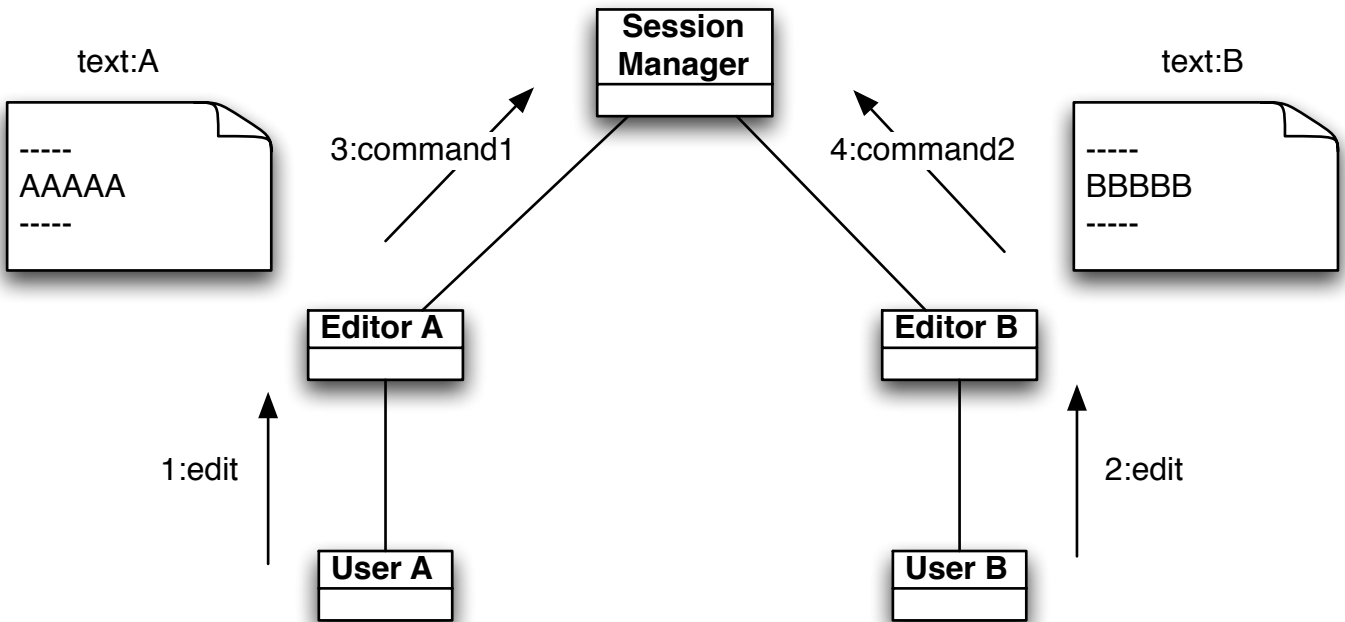 Session
Manager
text:A
text:B
-----
AAAAA
-----
3:command1
4:command2
-----
BBBBB
-----
Editor A
Editor B
1:edit
2:edit
User A
User B